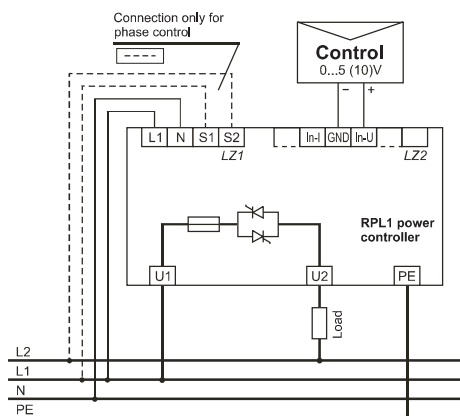 Connection only for
phase control
Control
0...5 (10)V
− +
L1 N S1 S2 In-I GND In-U
LZ1 LZ2
RPL1 power
controller
U1 U2 PE
Load
L2
L1
N
PE